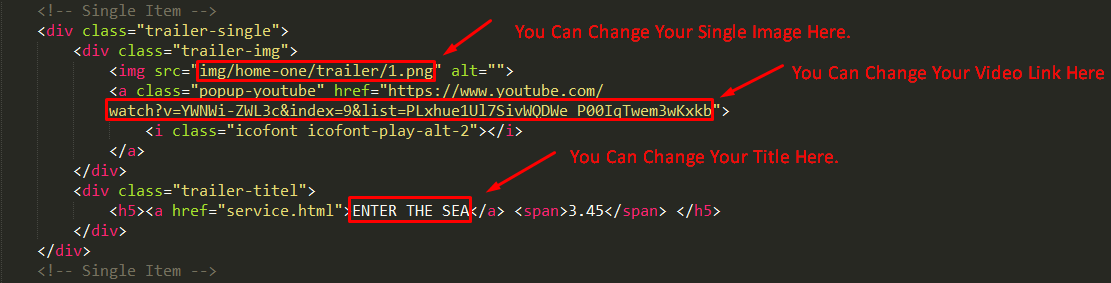 <!-- Single Item -->
<div class="trailer-single">
<div class="trailer-img">
You Can Change Your Single Image Here.
<img src="img/home-one/trailer/1.png" alt="">
You Can Change Your Video Link Here
<a class="popup-youtube" href="https://www.youtube.com/
watch?v=YWNWi-ZWL3c&index=9&list=PLxhue1Ul7SivWQDWe P00IqTwem3wKxkb">
<i class="icofont icofont-play-alt-2"></i>
</a>
You Can Change Your Title Here.
</div>
<div class="trailer-titel">
<h5><a href="service.html">ENTER THE SEA</a> <span>3.45</span> </h5>
</div>
</div>
<!-- Single Item -->